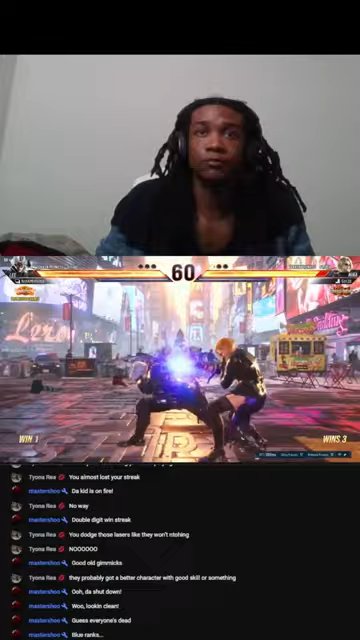 60
LEE
NINA
WIN 1
WINS 3
Tyona Rea You almost lost your streak
mastershoo Da kid is on fire!
Tyona Rea No way
mastershoo Double digit win streak
Tyona Rea You dodge those lasers like they won't ntohing
Tyona Rea NOOOOOO
mastershoo Good old gimmicks
Tyona Rea they probably got a better character with good skill or something
mastershoo Ooh, da shut down!
mastershoo Woo, lookin clean!
mastershoo Guess everyone's dead
mastershoo Blue ranks...